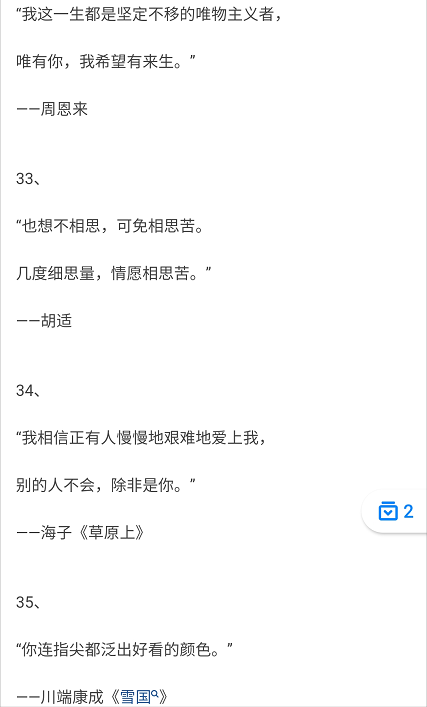 “我这一生都是坚定不移的唯物主义者，
唯有你，我希望有来生。”
——周恩来
33、
“也想不相思，可免相思苦。
几度细思量，情愿相思苦。”
——胡适
34、
“我相信正有人慢慢地艰难地爱上我，
别的人不会，除非是你。”
2
——海子《草原上》
35、
“你连指尖都泛出好看的颜色。”
——川端康成《雪国》